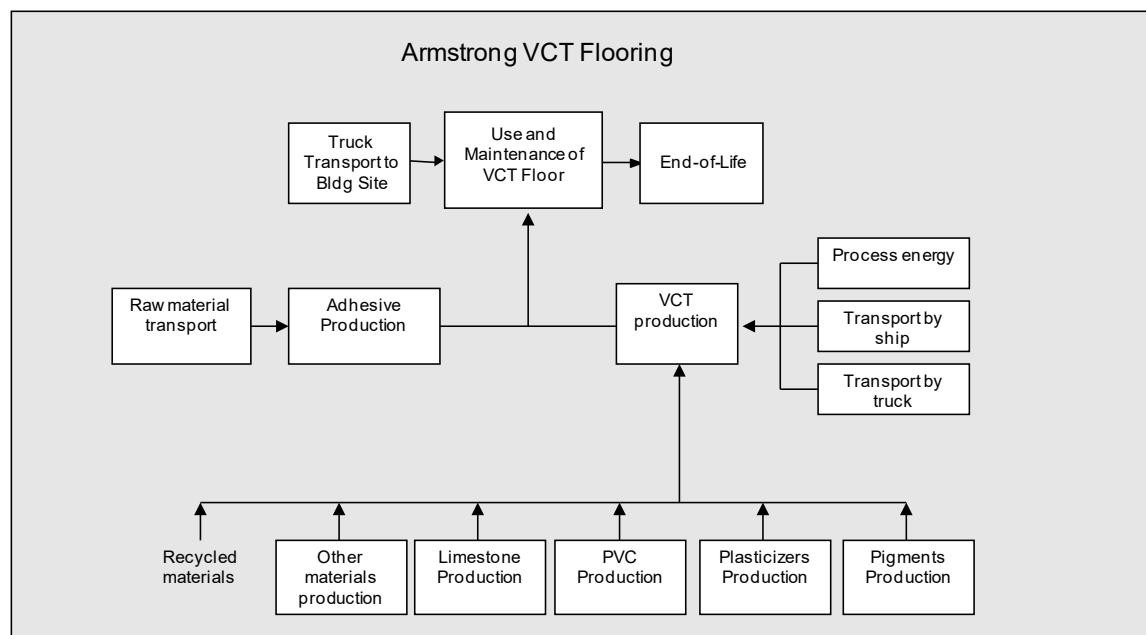 Armstrong VCT Flooring
Truck
Transport to
Bldg Site
Use and
Maintenance of
VCT Floor
End-of-Life
Process energy
Raw material
transport
Adhesive
Production
VCT
production
Transport by
ship
Transport by
truck
Recycled
materials
Other
materials
production
Limestone
Production
PVC
Production
Plasticizers
Production
Pigments
Production